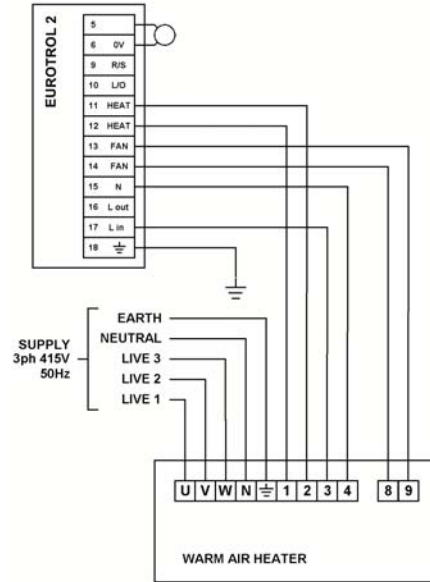 EUROTROL 2
5
6 0V
9 R/S
10 L/O
11 HEAT
12 HEAT
13 FAN
14 FAN
15 N
16 L out
17 L in
18
SUPPLY
3ph 415V
50Hz
EARTH
NEUTRAL
LIVE 3
LIVE 2
LIVE 1
U V W N 1 2 3 4 8 9
WARM AIR HEATER